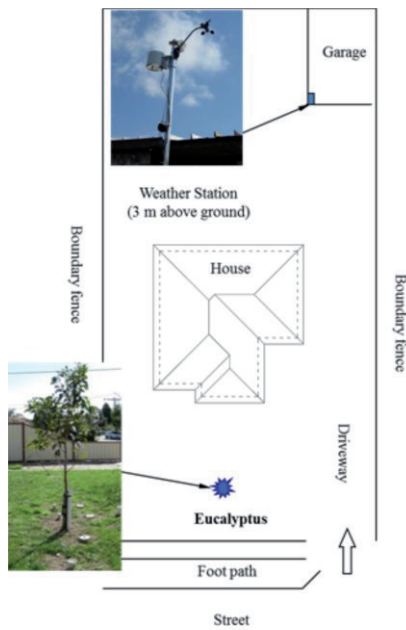 Garage
Weather Station
(3 m above ground)
Boundary fence
House
Boundary fence
Driveway
Eucalyptus
Foot path
Street